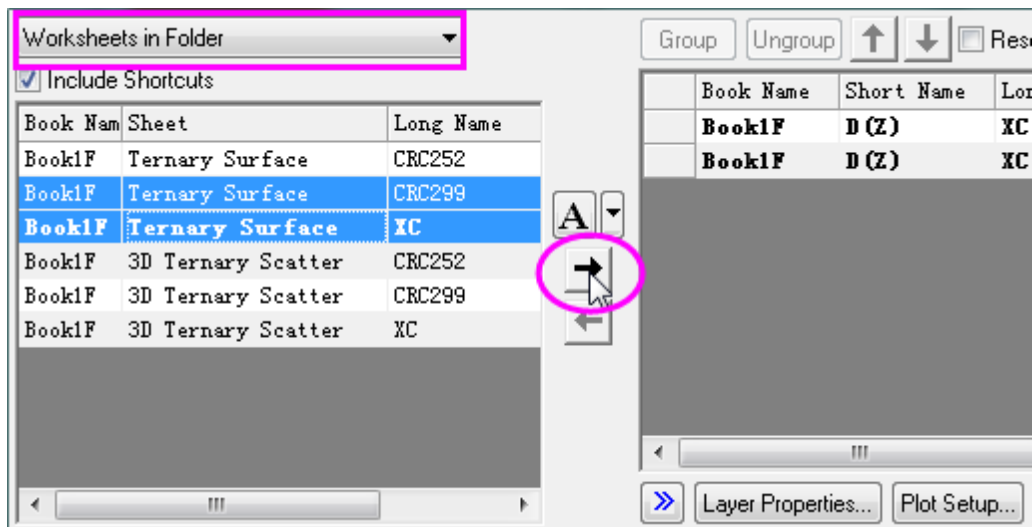 Worksheets in Folder
Include Shortcuts
Book Nam Sheet Long Name
Book1F Ternary Surface CRC252
Book1F Ternary Surface CRC299
Book1F Ternary Surface XC
Book1F 3D Ternary Scatter CRC252
Book1F 3D Ternary Scatter CRC299
Book1F 3D Ternary Scatter XC
A
Group Ungroup Rese
Book Name Short Name Lon
Book1F D(Z) XC
Book1F D(Z) XC
Layer Properties... Plot Setup...